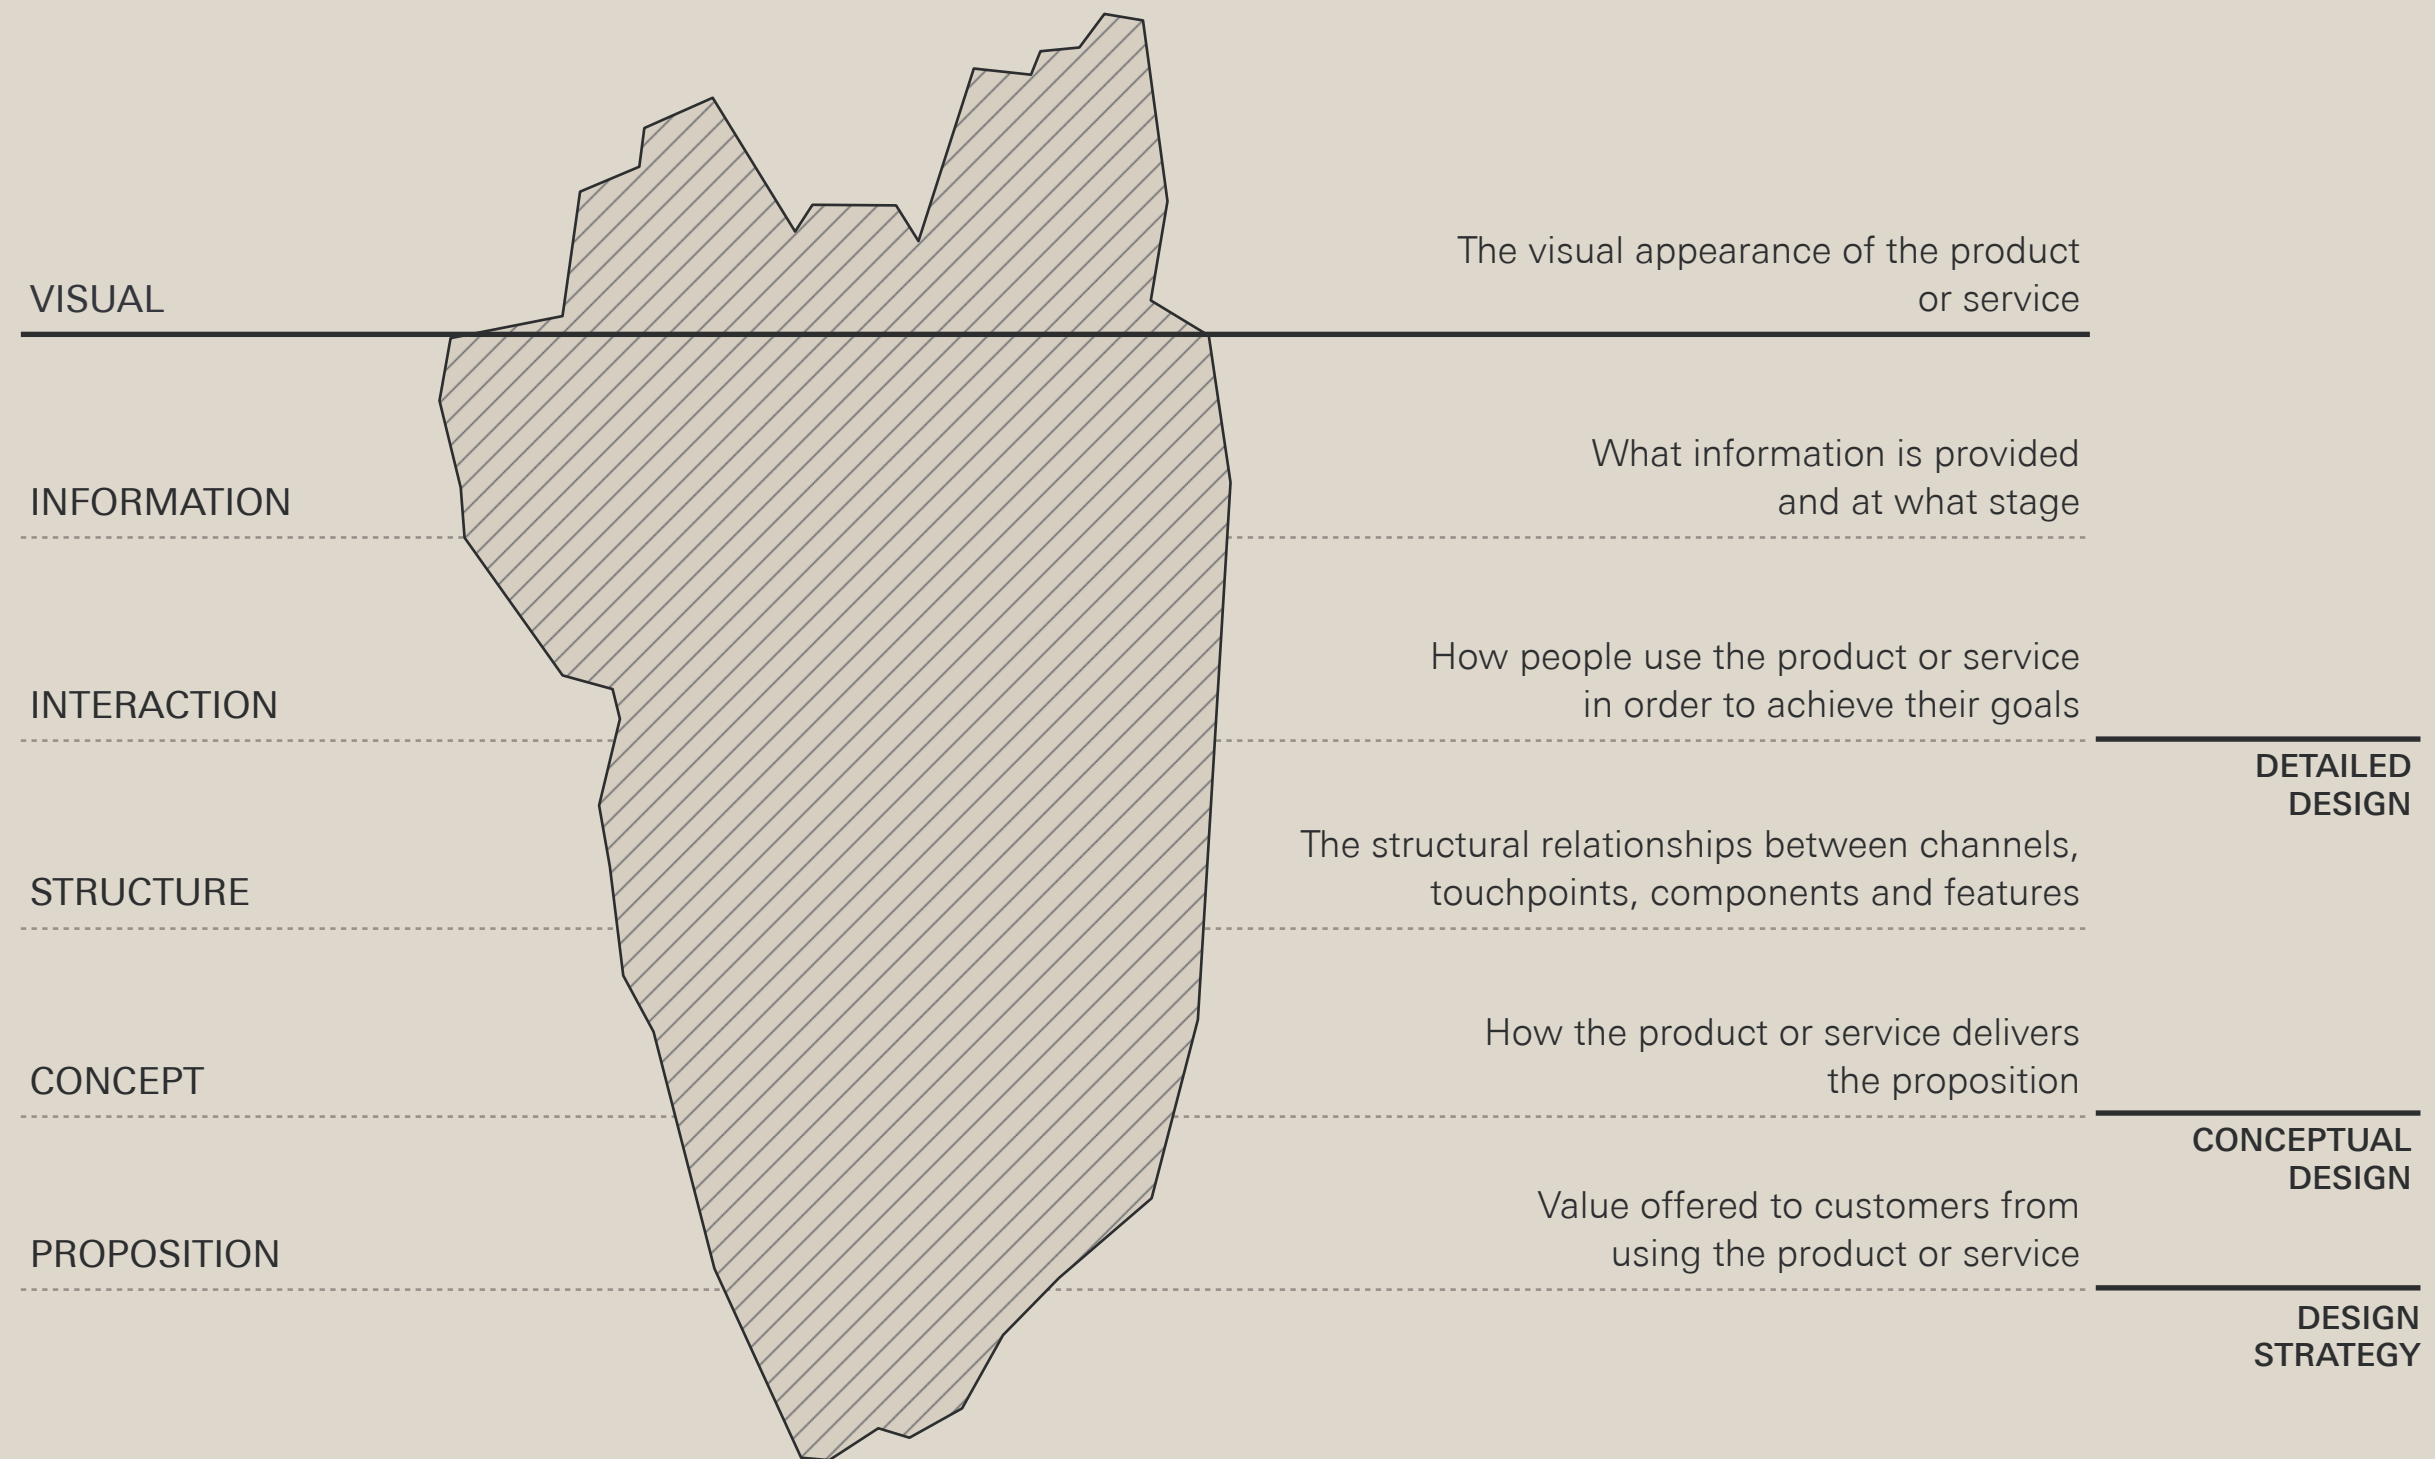 The visual appearance of the product
VISUAL
or service
What information is provided
INFORMATION
and at what stage
How people use the product or service
INTERACTION
in order to achieve their goals
DETAILED
DESIGN
The structural relationships between channels,
STRUCTURE
touchpoints, components and features
How the product or service delivers
CONCEPT
the proposition
CONCEPTUAL
DESIGN
Value offered to customers from
PROPOSITION
using the product or service
DESIGN
STRATEGY